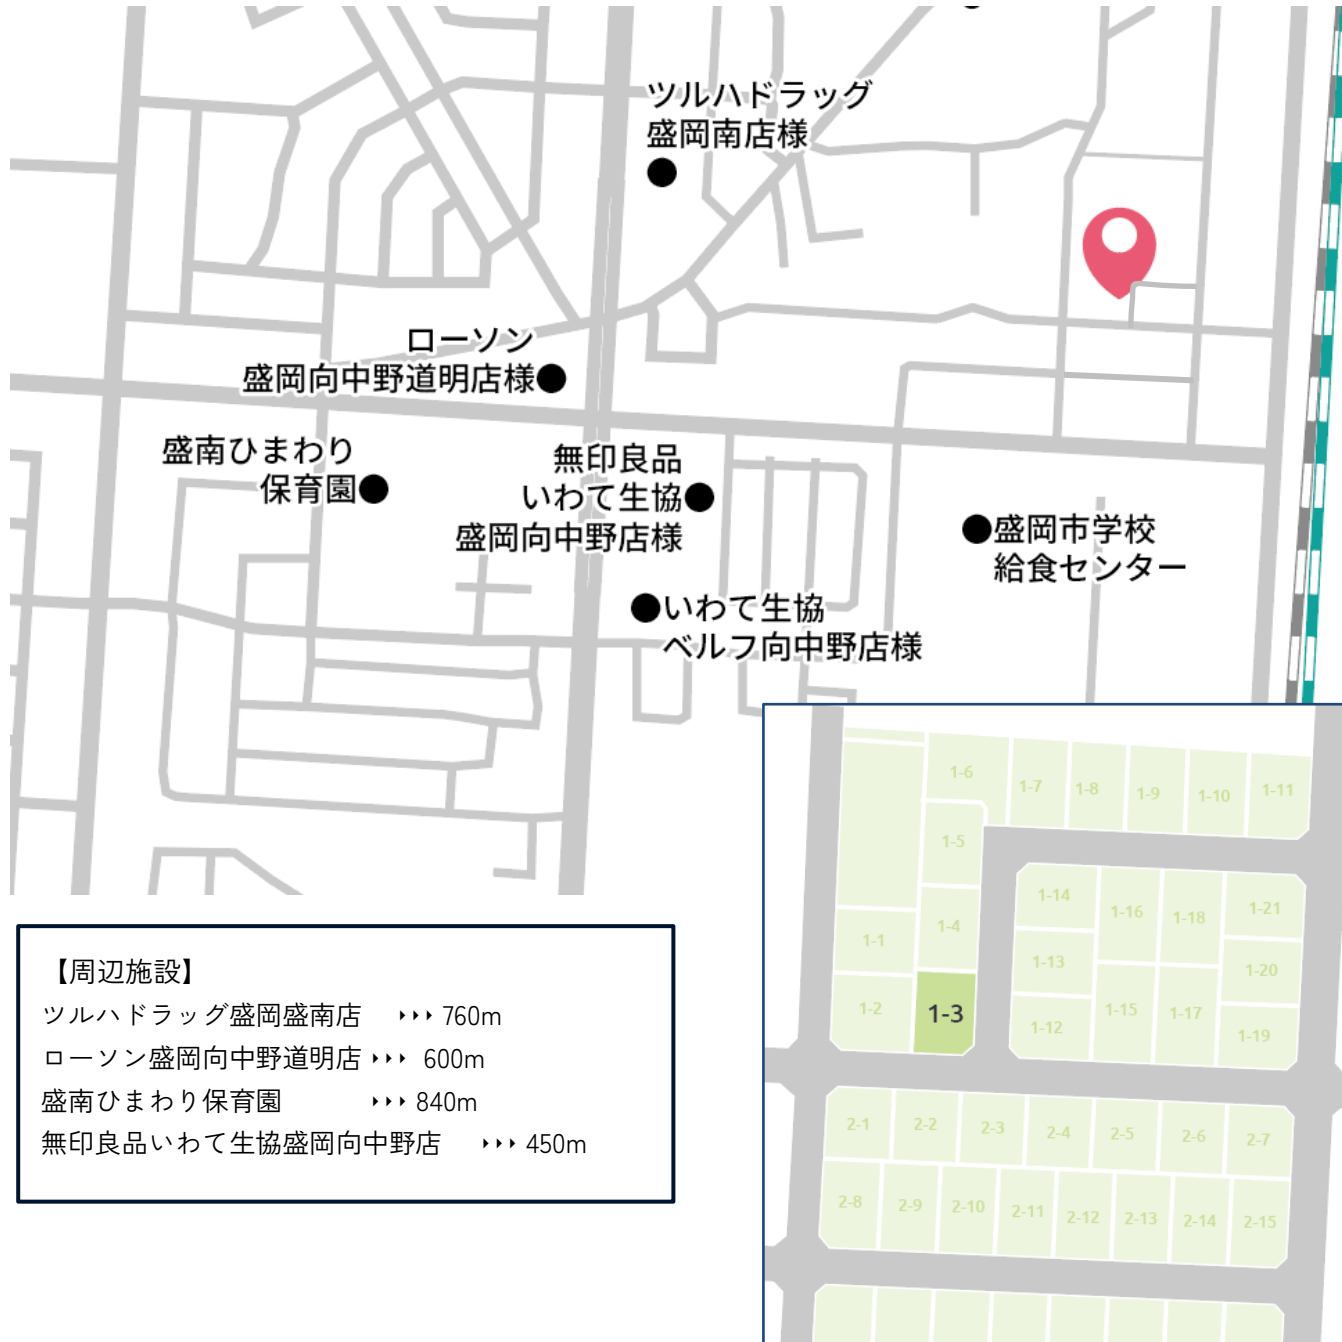 ツルハドラッグ
盛岡南店様
ローソン
盛岡向中野道明店様
盛南ひまわり
保育園
無印良品
いわて生協
盛岡向中野店様
盛岡市学校
給食センター
いわて生協
ベルフ向中野店様
【周辺施設】
ツルハドラッグ盛岡盛南店 ‣‣‣ 760m
ローソン盛岡向中野道明店 ‣‣‣ 600m
盛南ひまわり保育園 ‣‣‣ 840m
無印良品いわて生協盛岡向中野店 ‣‣‣ 450m
1-6
1-7
1-8
1-9
1-10
1-11
1-5
1-4
1-1
1-2
1-3
1-14
1-16
1-18
1-21
1-13
1-20
1-12
1-15
1-17
1-19
2-1
2-2
2-3
2-4
2-5
2-6
2-7
2-8
2-9
2-10
2-11
2-12
2-13
2-14
2-15